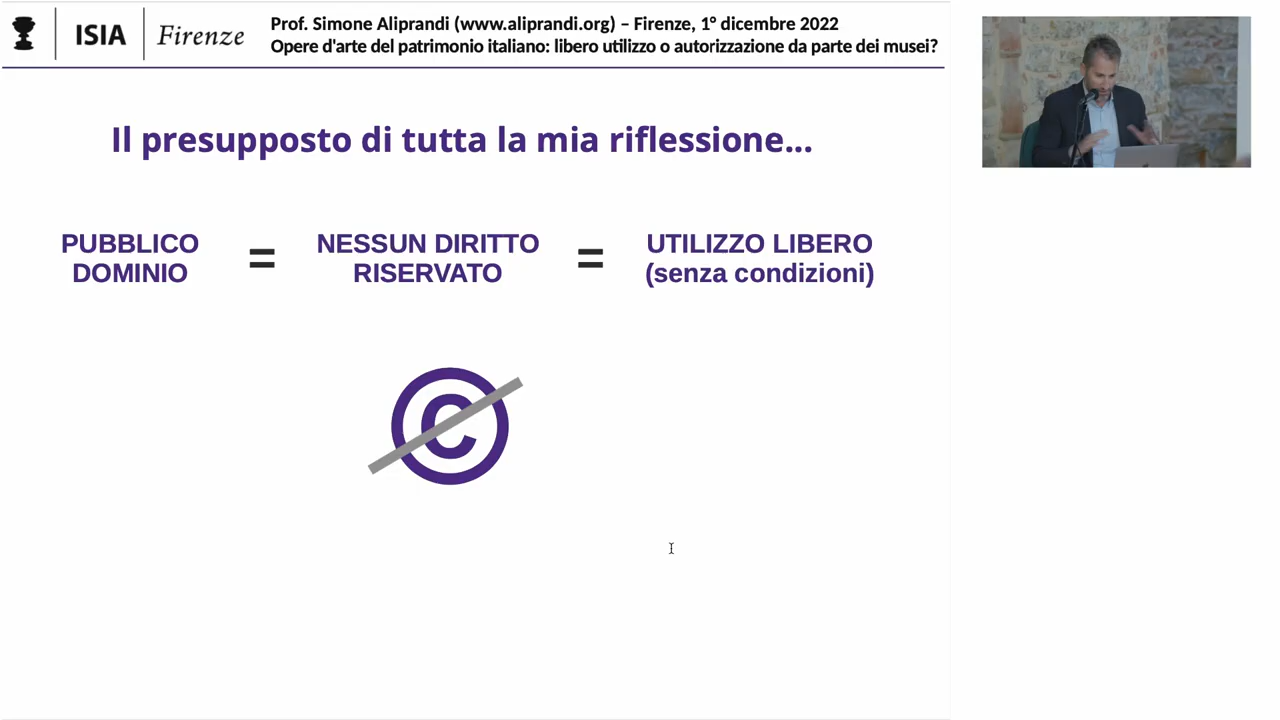 ISIA Firenze
Prof. Simone Aliprandi (www.aliprandi.org) – Firenze, 1° dicembre 2022
Opere d'arte del patrimonio italiano: libero utilizzo o autorizzazione da parte dei musei?
Il presupposto di tutta la mia riflessione...
PUBBLICO
DOMINIO
=
NESSUN DIRITTO
RISERVATO
=
UTILIZZO LIBERO
(senza condizioni)
©